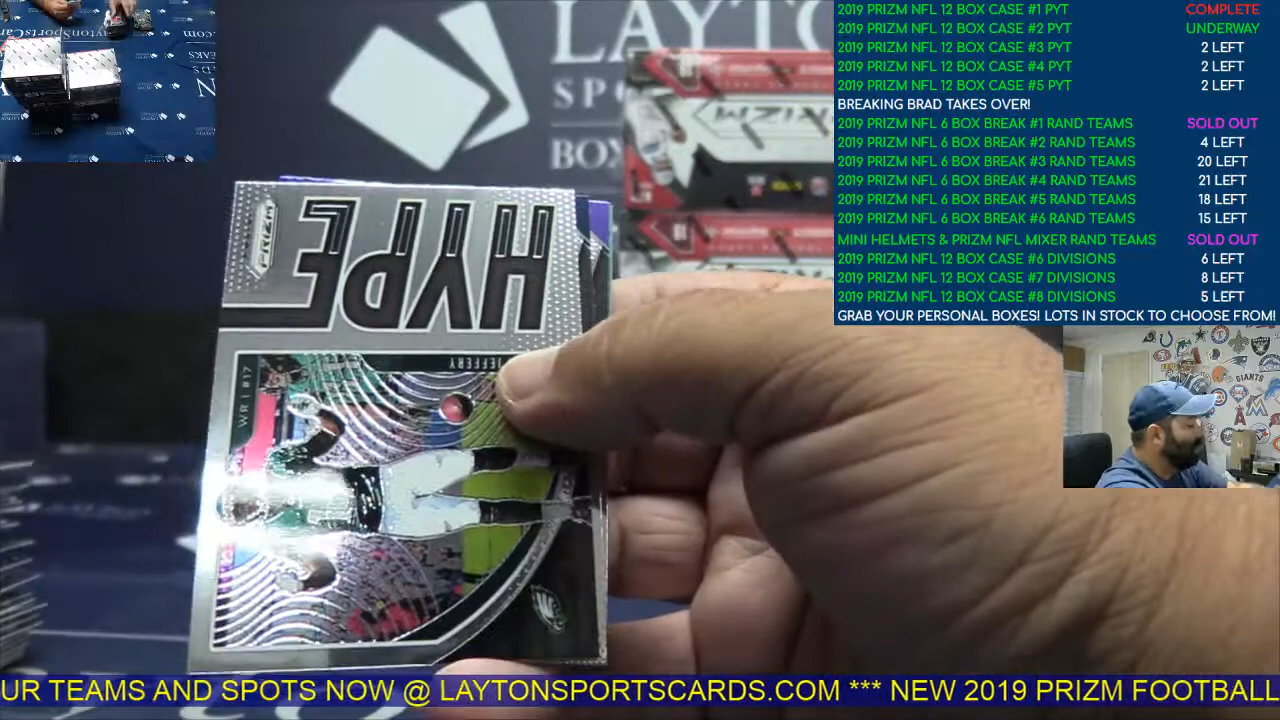 2019 PRIZM NFL 12 BOX CASE #1 PYT COMPLETE
2019 PRIZM NFL 12 BOX CASE #2 PYT UNDERWAY
2019 PRIZM NFL 12 BOX CASE #3 PYT 2 LEFT
2019 PRIZM NFL 12 BOX CASE #4 PYT 2 LEFT
2019 PRIZM NFL 12 BOX CASE #5 PYT 2 LEFT
BREAKING BRAD TAKES OVER!
2019 PRIZM NFL 6 BOX BREAK #1 RAND TEAMS SOLD OUT
2019 PRIZM NFL 6 BOX BREAK #2 RAND TEAMS 4 LEFT
2019 PRIZM NFL 6 BOX BREAK #3 RAND TEAMS 20 LEFT
2019 PRIZM NFL 6 BOX BREAK #4 RAND TEAMS 21 LEFT
2019 PRIZM NFL 6 BOX BREAK #5 RAND TEAMS 18 LEFT
2019 PRIZM NFL 6 BOX BREAK #6 RAND TEAMS 15 LEFT
MINI HELMETS & PRIZM NFL MIXER RAND TEAMS SOLD OUT
2019 PRIZM NFL 12 BOX CASE #6 DIVISIONS 6 LEFT
2019 PRIZM NFL 12 BOX CASE #7 DIVISIONS 8 LEFT
2019 PRIZM NFL 12 BOX CASE #8 DIVISIONS 5 LEFT
GRAB YOUR PERSONAL BOXES! LOTS IN STOCK TO CHOOSE FROM!
LAYTO
SPO
BOX
PRIZM
PRIZM
HYPE
JEFFERY
WR | #17
GIANTS
UR TEAMS AND SPOTS NOW @ LAYTONSPORTSCARDS.COM *** NEW 2019 PRIZM FOOTBALL